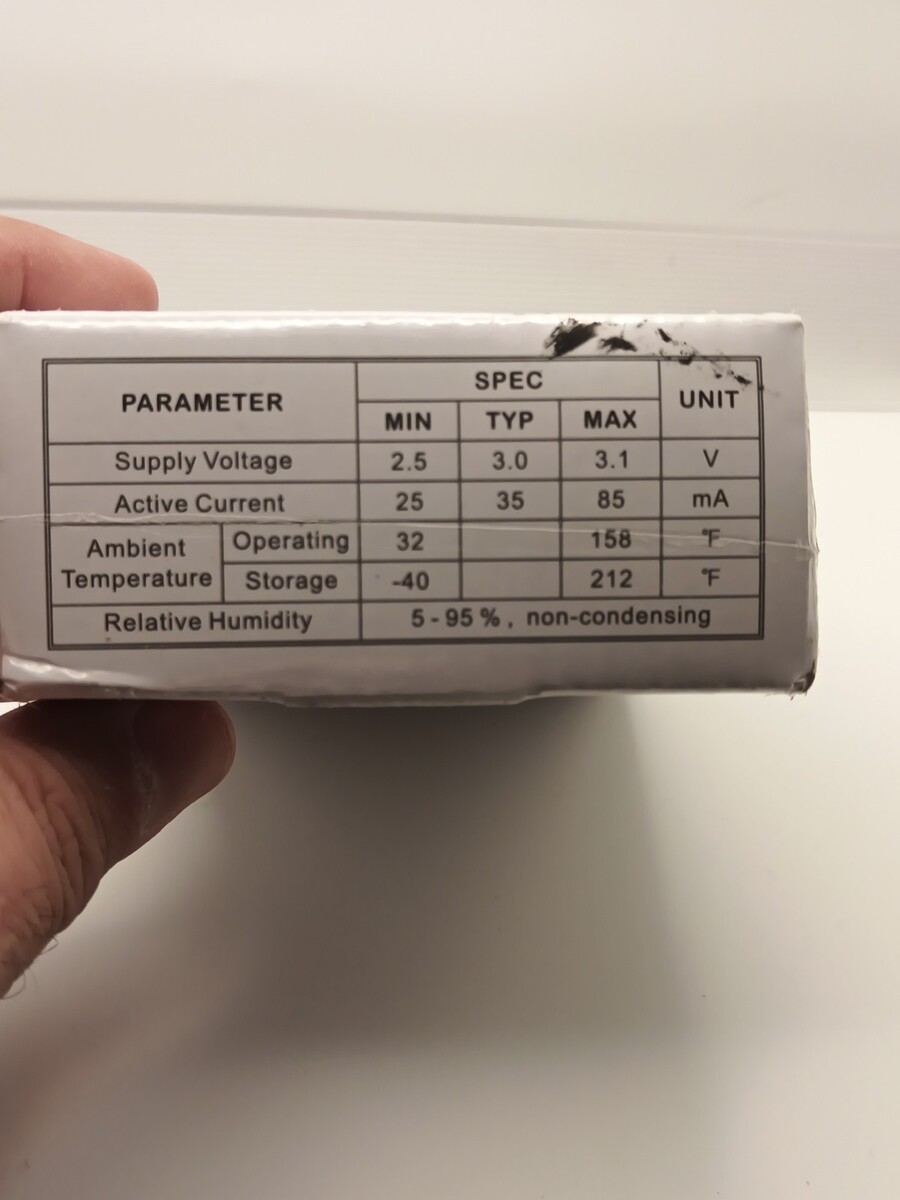 PARAMETER SPEC UNIT
MIN TYP MAX
Supply Voltage 2.5 3.0 3.1 V
Active Current 25 35 85 mA
Ambient Temperature Operating 32 158 °F
Storage -40 212 °F
Relative Humidity 5 - 95 % , non-condensing